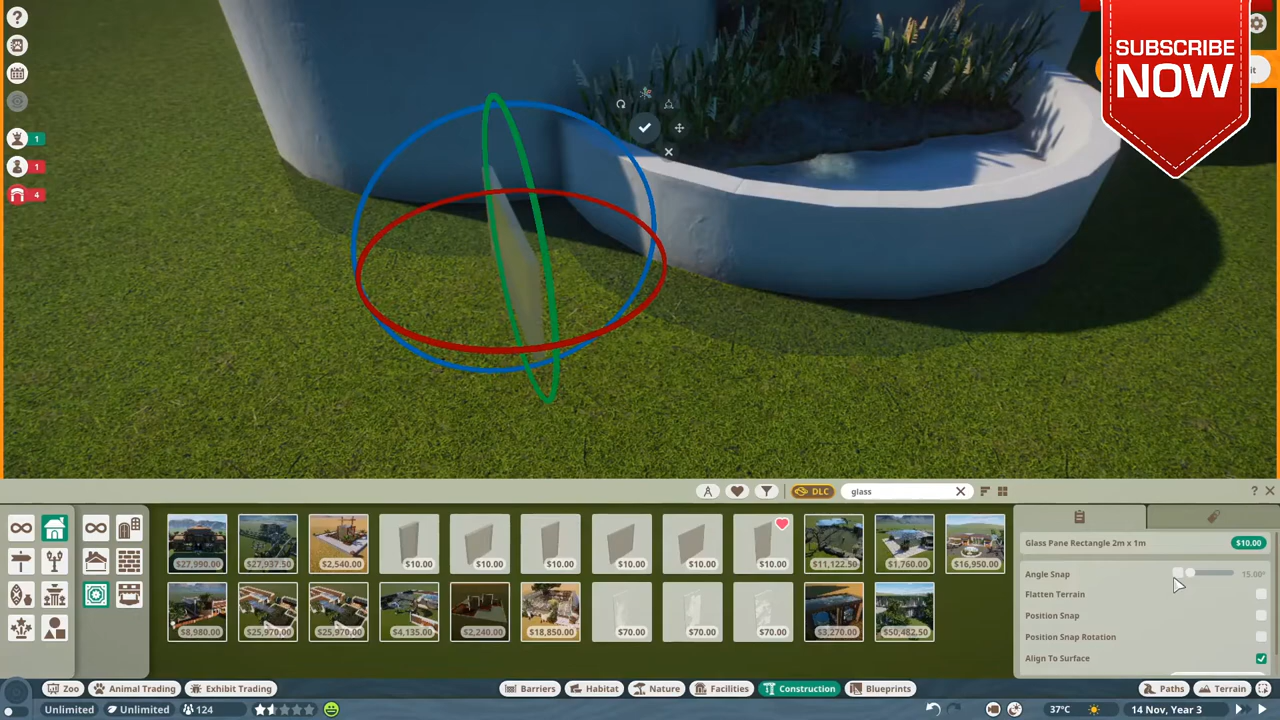 SUBSCRIBE
NOW
it
1
1
4
DLC
glass
$27,990.00
$27,937.50
$2,540.00
$10.00
$10.00
$10.00
$10.00
$10.00
$10.00
$11,122.50
$1,760.00
$16,950.00
$8,980.00
$25,970.00
$25,970.00
$4,135.00
$2,240.00
$18,850.00
$70.00
$70.00
$70.00
$3,270.00
$50,482.50
Glass Pane Rectangle 2m x 1m
$10.00
Angle Snap
15.00°
Flatten Terrain
Position Snap
Position Snap Rotation
Align To Surface
Zoo
Animal Trading
Exhibit Trading
Barriers
Habitat
Nature
Facilities
Construction
Blueprints
Paths
Terrain
Unlimited
Unlimited
124
37°C
14 Nov, Year 3